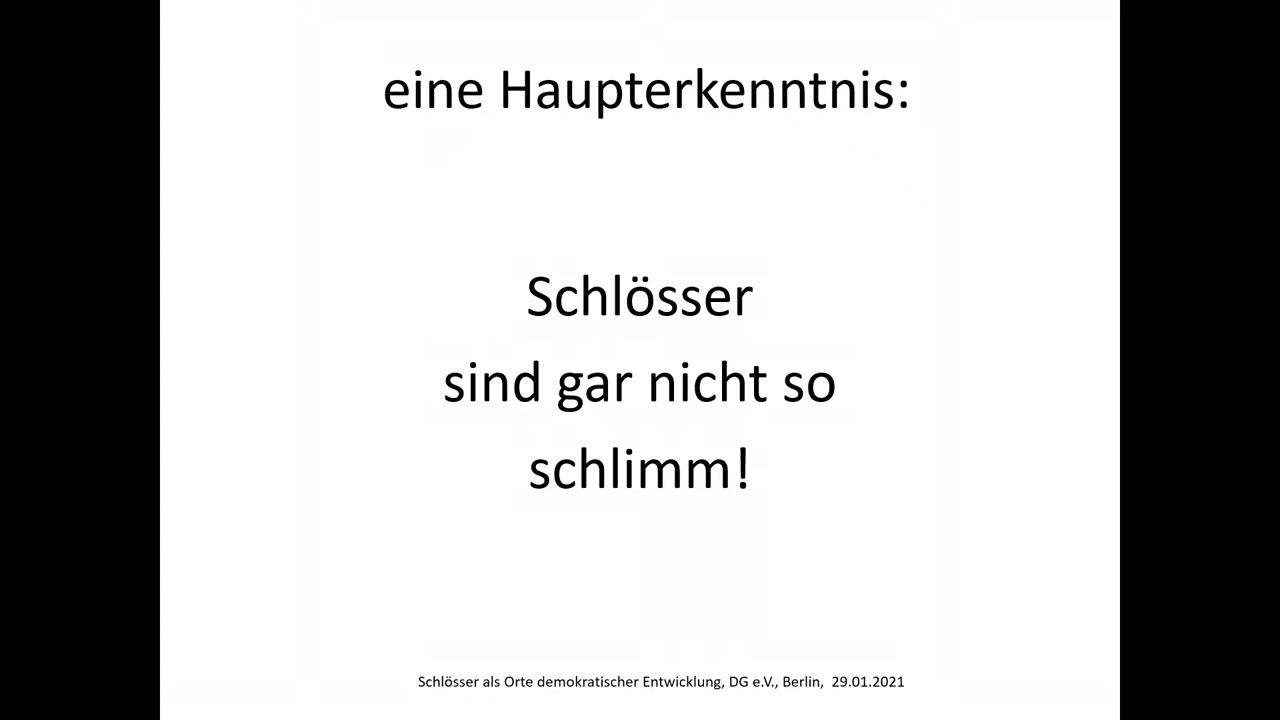 eine Haupterkenntnis:
Schlösser
sind gar nicht so
schlimm!
Schlösser als Orte demokratischer Entwicklung, DG e.V., Berlin, 29.01.2021